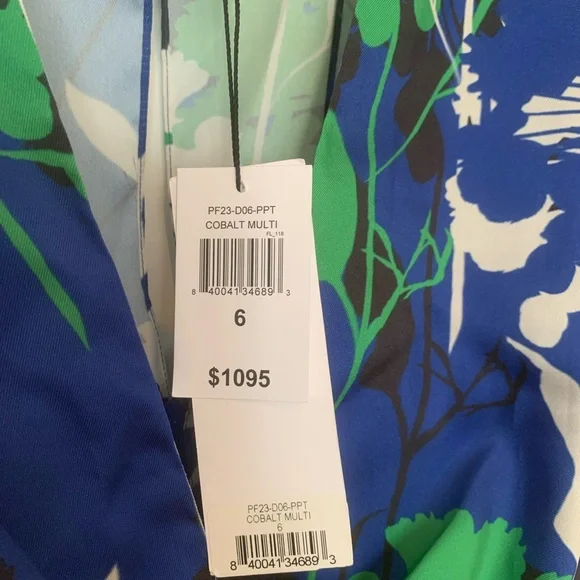 PF23-D06-PPT
COBALT MULTI
FL_118
8 40041 34689 3
6
$1095
PF23-D06-PPT
COBALT MULTI
6
8 40041 34689 3